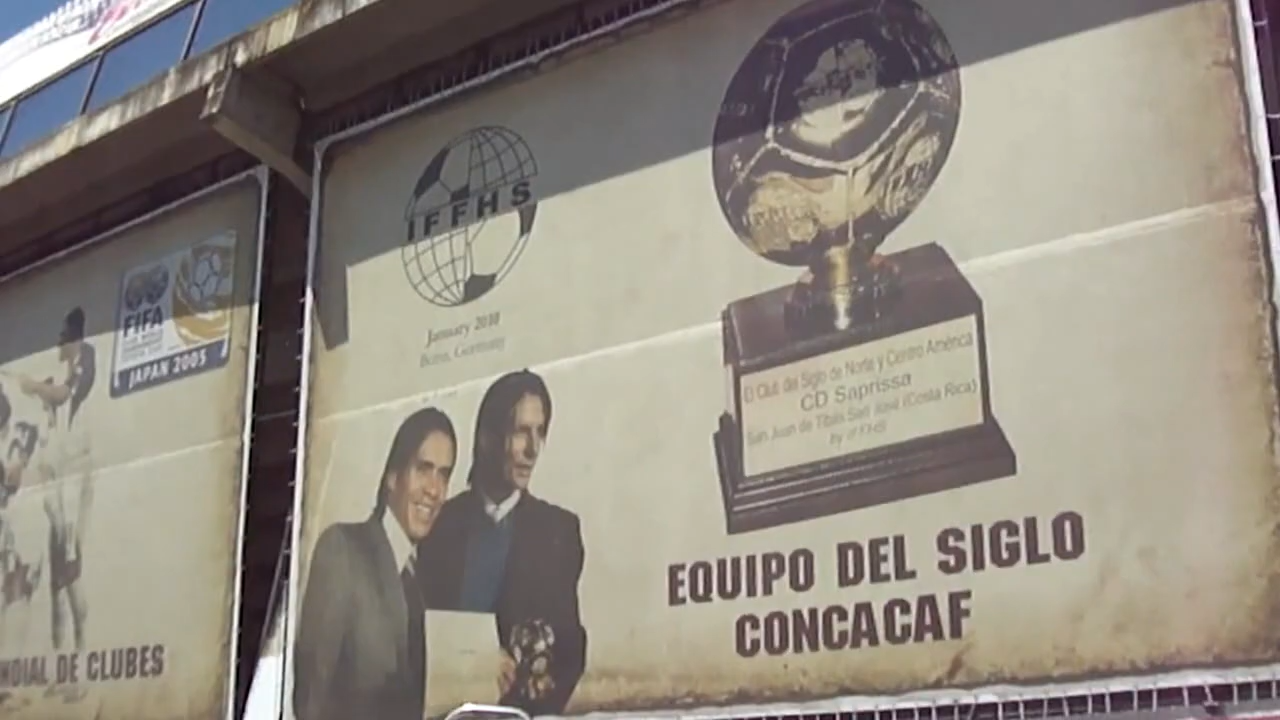 FIFA
JAPAN 2005
NDIAL DE CLUBES
IFFHS
January 2010
Bonn, Germany
El Club del Siglo de Norte y Centro América
CD Saprissa
San Juan de Tibás San José (Costa Rica)
by IFFHS
EQUIPO DEL SIGLO
CONCACAF